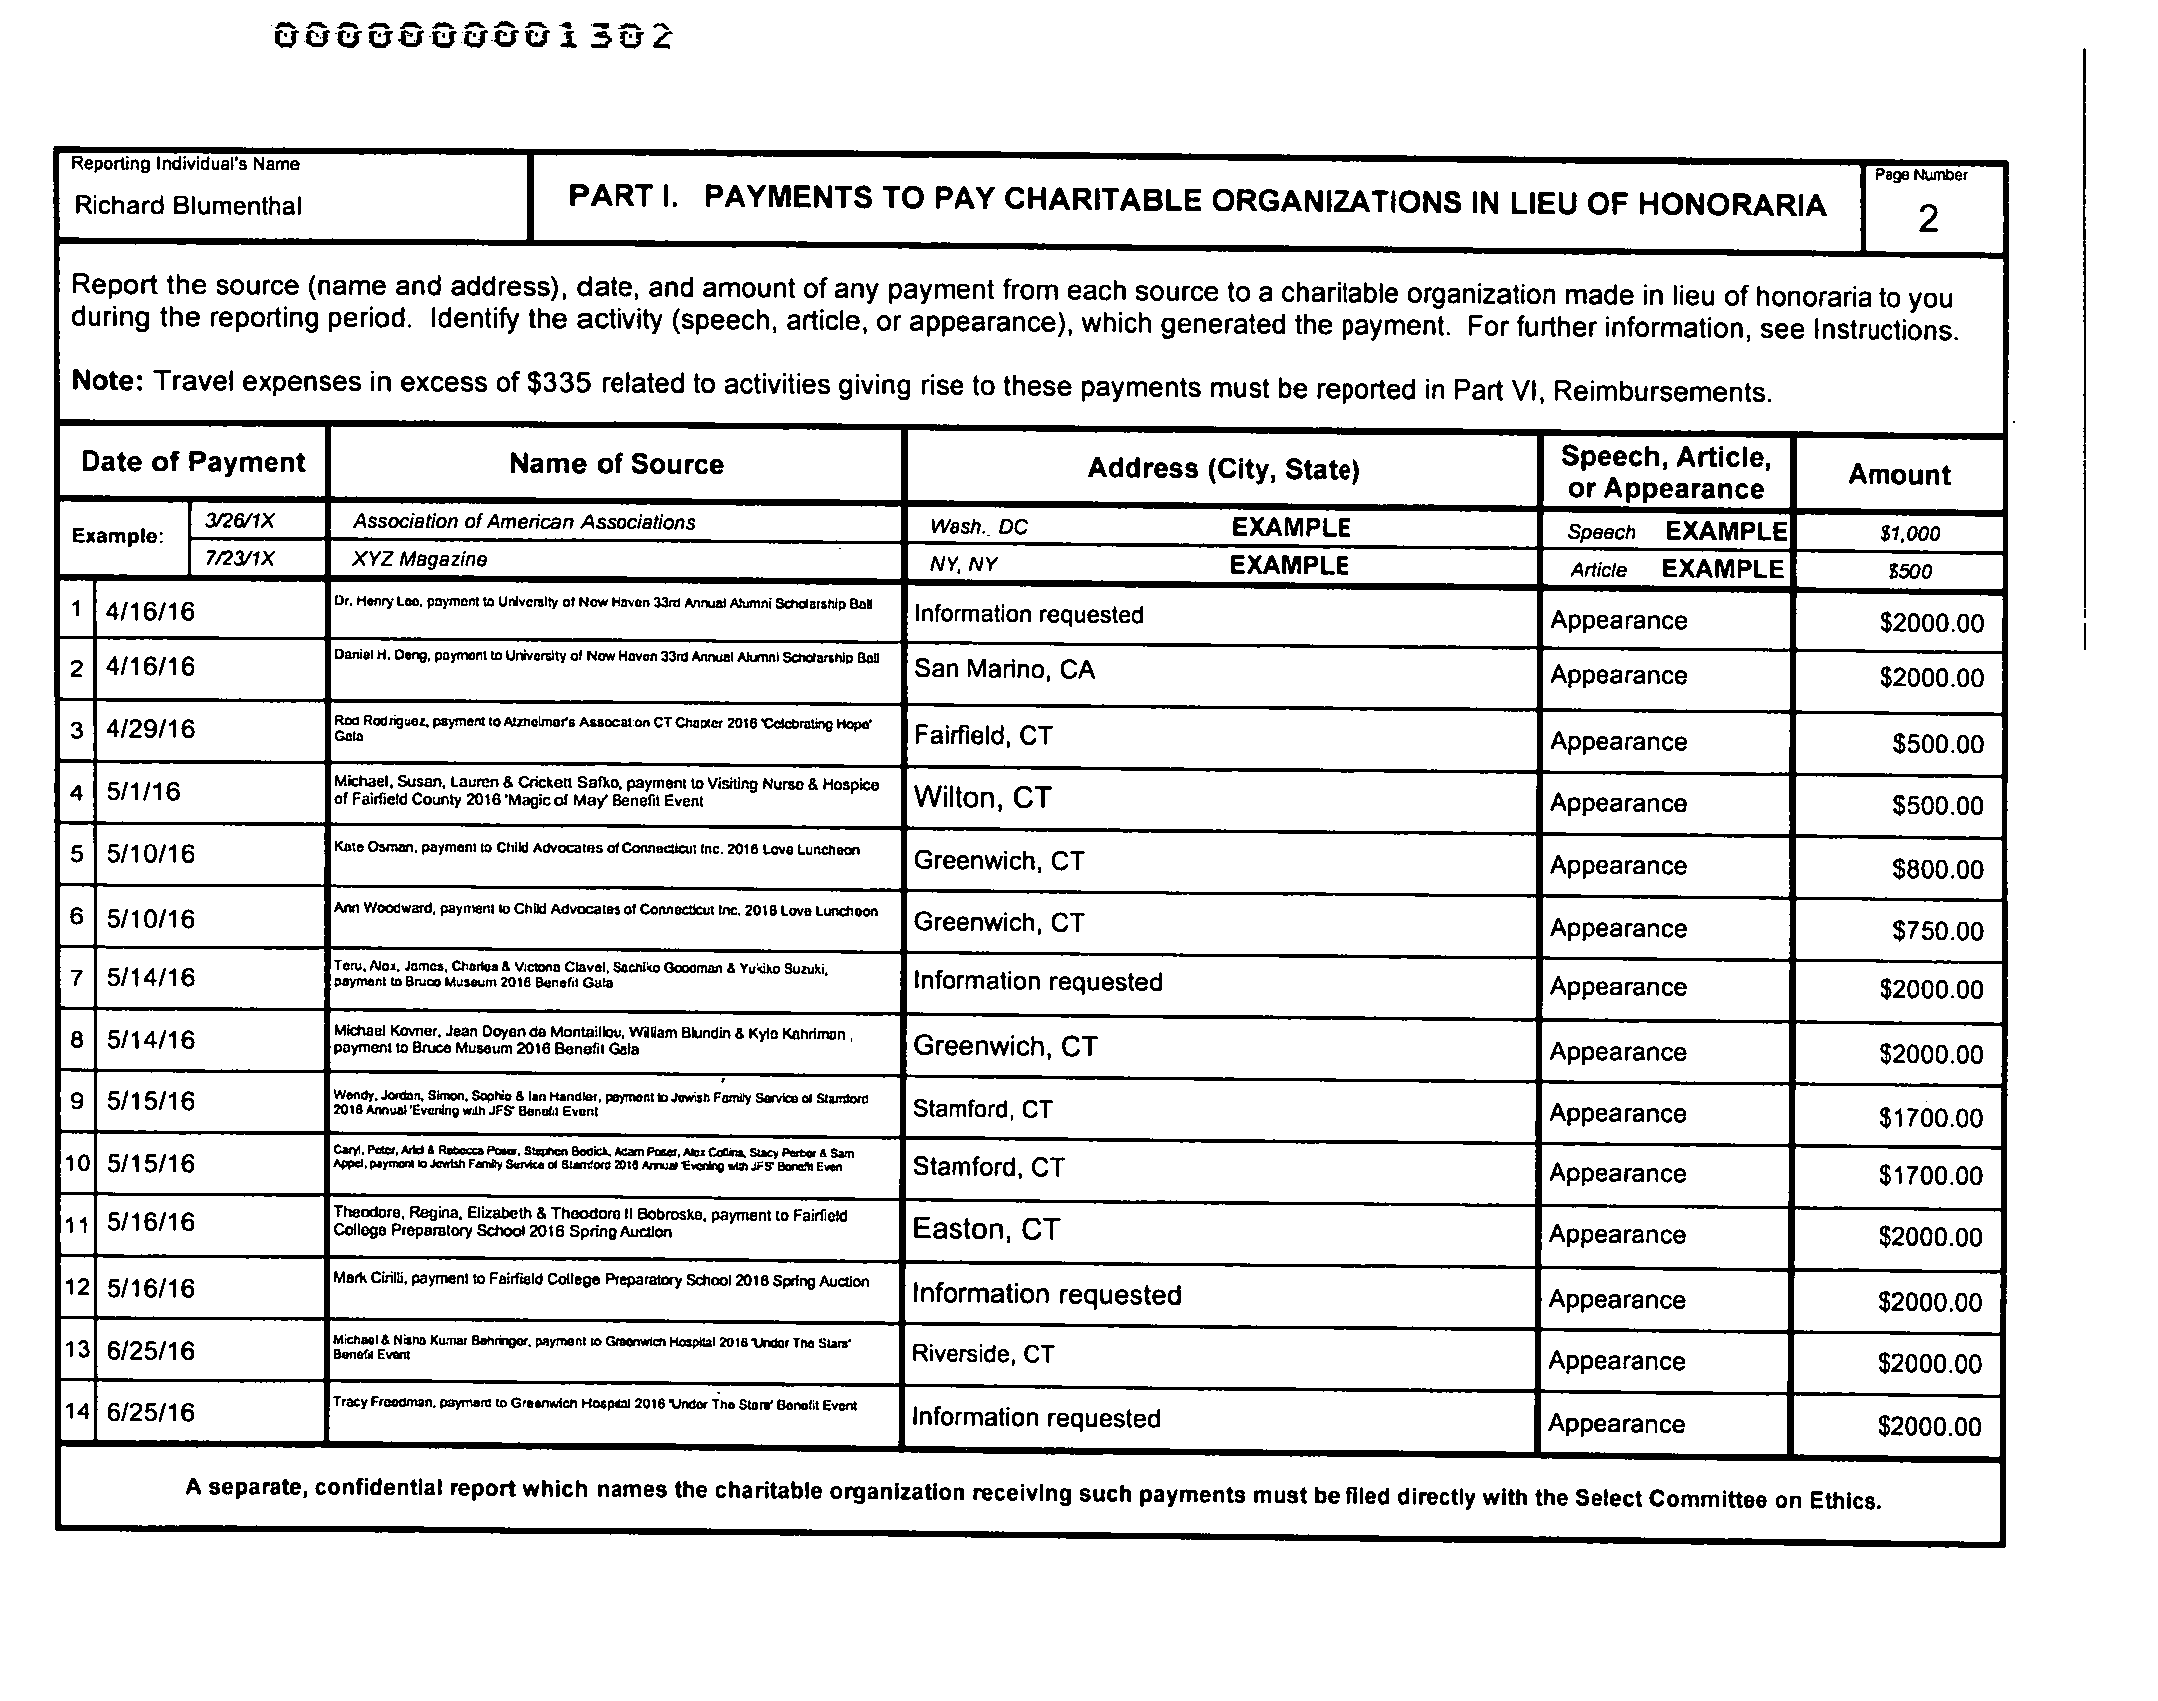 0000000001302
Reporting Individual's Name
Richard Blumenthal
PART I. PAYMENTS TO PAY CHARITABLE ORGANIZATIONS IN LIEU OF HONORARIA
Page Number
2
Report the source (name and address), date, and amount of any payment from each source to a charitable organization made in lieu of honoraria to you
during the reporting period. Identify the activity (speech, article, or appearance), which generated the payment. For further information, see Instructions.
Note: Travel expenses in excess of $335 related to activities giving rise to these payments must be reported in Part VI, Reimbursements.
Date of Payment Name of Source Address (City, State) Speech, Article, or Appearance Amount
Example: 3/26/1X Association of American Associations Wash., DC EXAMPLE Speech EXAMPLE $1,000
7/23/1X XYZ Magazine NY, NY EXAMPLE Article EXAMPLE $500
1 4/16/16 Dr. Henry Lee, payment to University of New Haven 33rd Annual Alumni Scholarship Ball Information requested Appearance $2000.00
2 4/16/16 Daniel H. Deng, payment to University of New Haven 33rd Annual Alumni Scholarship Ball San Marino, CA Appearance $2000.00
3 4/29/16 Rod Rodriguez, payment to Alzheimer's Assocation CT Chapter 2016 'Celebrating Hope'
Gala Fairfield, CT Appearance $500.00
4 5/1/16 Michael, Susan, Lauren & Crickett Safko, payment to Visiting Nurse & Hospice
of Fairfield County 2016 'Magic of May' Benefit Event Wilton, CT Appearance $500.00
5 5/10/16 Kate Osman, payment to Child Advocates of Connecticut Inc. 2016 Love Luncheon Greenwich, CT Appearance $800.00
6 5/10/16 Ann Woodward, payment to Child Advocates of Connecticut Inc. 2016 Love Luncheon Greenwich, CT Appearance $750.00
7 5/14/16 Teru, Alex, James, Charles & Victoria Clavel, Sachiko Goodman & Yukiko Suzuki,
payment to Bruce Museum 2016 Benefit Gala Information requested Appearance $2000.00
8 5/14/16 Michael Kovner, Jean Doyen de Montaillou, William Blundin & Kyle Kahriman ,
payment to Bruce Museum 2016 Benefit Gala Greenwich, CT Appearance $2000.00
9 5/15/16 Wendy, Jordan, Simon, Sophie & Ian Handler, payment to Jewish Family Service of Stamford
2016 Annual 'Evening with JFS' Benefit Event Stamford, CT Appearance $1700.00
10 5/15/16 Caryl, Peter, Ariel & Rebecca Poser, Stephen Bodick, Adam Poser, Alex Collins, Stacy Perber & Sam
Appel, payment to Jewish Family Service of Stamford 2016 Annual 'Evening with JFS' Benefit Even Stamford, CT Appearance $1700.00
11 5/16/16 Theodore, Regina, Elizabeth & Theodore II Bobroske, payment to Fairfield
College Preparatory School 2016 Spring Auction Easton, CT Appearance $2000.00
12 5/16/16 Mark Cirilli, payment to Fairfield College Preparatory School 2016 Spring Auction Information requested Appearance $2000.00
13 6/25/16 Michael & Nisha Kumar Behringer, payment to Greenwich Hospital 2016 'Under The Stars'
Benefit Event Riverside, CT Appearance $2000.00
14 6/25/16 Tracy Freedman, payment to Greenwich Hospital 2016 'Under The Stars' Benefit Event Information requested Appearance $2000.00
A separate, confidential report which names the charitable organization receiving such payments must be filed directly with the Select Committee on Ethics.